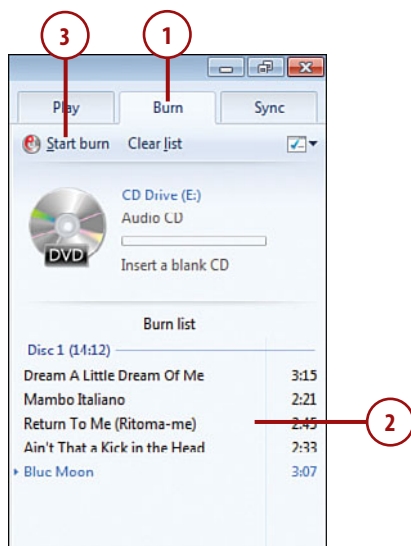 3
1
Play
Burn
Sync
Start burn
Clear list
CD Drive (E:)
Audio CD
DVD
Insert a blank CD
Burn list
Disc 1 (14:12)
Dream A Little Dream Of Me 3:15
Mambo Italiano 2:21
Return To Me (Ritoma-me) 2:45
2
Ain't That a Kick in the Head 2:33
Blue Moon 3:07